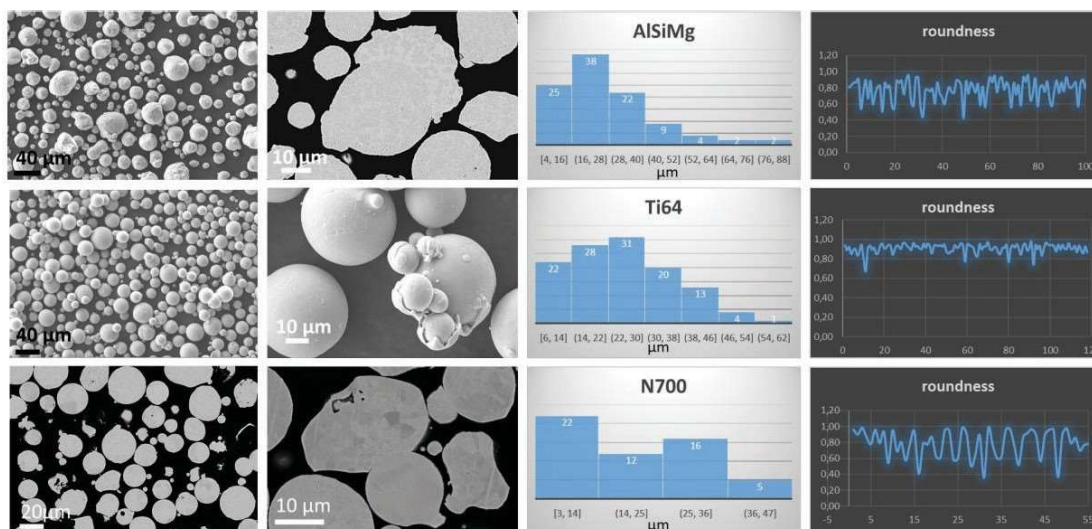 40 µm
10 µm
AlSiMg
25
38
22
9
4
2
2
[4, 16] (16, 28] (28, 40] (40, 52] (52, 64] (64, 76] (76, 88]
µm
roundness
1,20
1,00
0,80
0,60
0,40
0,20
0,00
0 20 40 60 80 100
40 µm
10 µm
Ti64
22
28
31
20
13
4
1
[6, 14] (14, 22] (22, 30] (30, 38] (38, 46] (46, 54] (54, 62]
µm
roundness
1,20
1,00
0,80
0,60
0,40
0,20
0,00
0 20 40 60 80 100
20 µm
10 µm
N700
22
12
16
5
[3, 14] (14, 25] (25, 36] (36, 47]
µm
roundness
1,20
1,00
0,80
0,60
0,40
0,20
0,00
-5 5 15 25 35 45